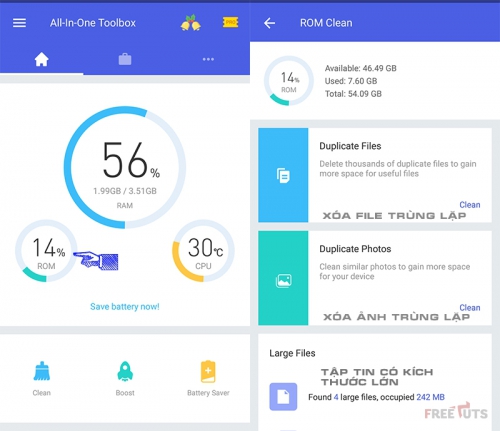 All-In-One Toolbox
PRO
56%
1.99GB / 3.51GB
RAM
14%
ROM
30℃
CPU
Save battery now!
Clean
Boost
Battery Saver
ROM Clean
14%
ROM
Available: 46.49 GB
Used: 7.60 GB
Total: 54.09 GB
Duplicate Files
Delete thousands of duplicate files to gain
more space for useful files
Clean
XÓA FILE TRÙNG LẶP
Duplicate Photos
Clean similar photos to gain more space
for your device
Clean
XÓA ẢNH TRÙNG LẶP
Large Files
TẬP TIN CÓ KÍCH
THƯỚC LỚN
Found 4 large files, occupied 242 MB
FREETUTS